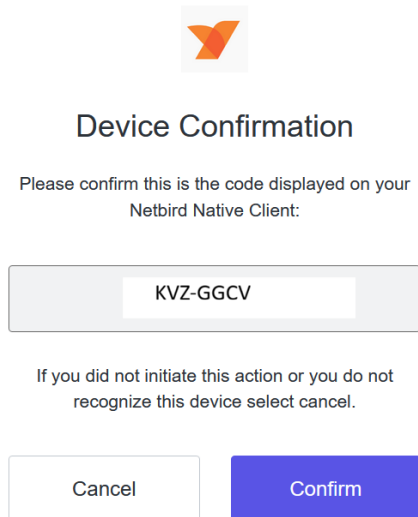 Device Confirmation
Please confirm this is the code displayed on your
Netbird Native Client:
KVZ-GGCV
If you did not initiate this action or you do not
recognize this device select cancel.
Cancel
Confirm